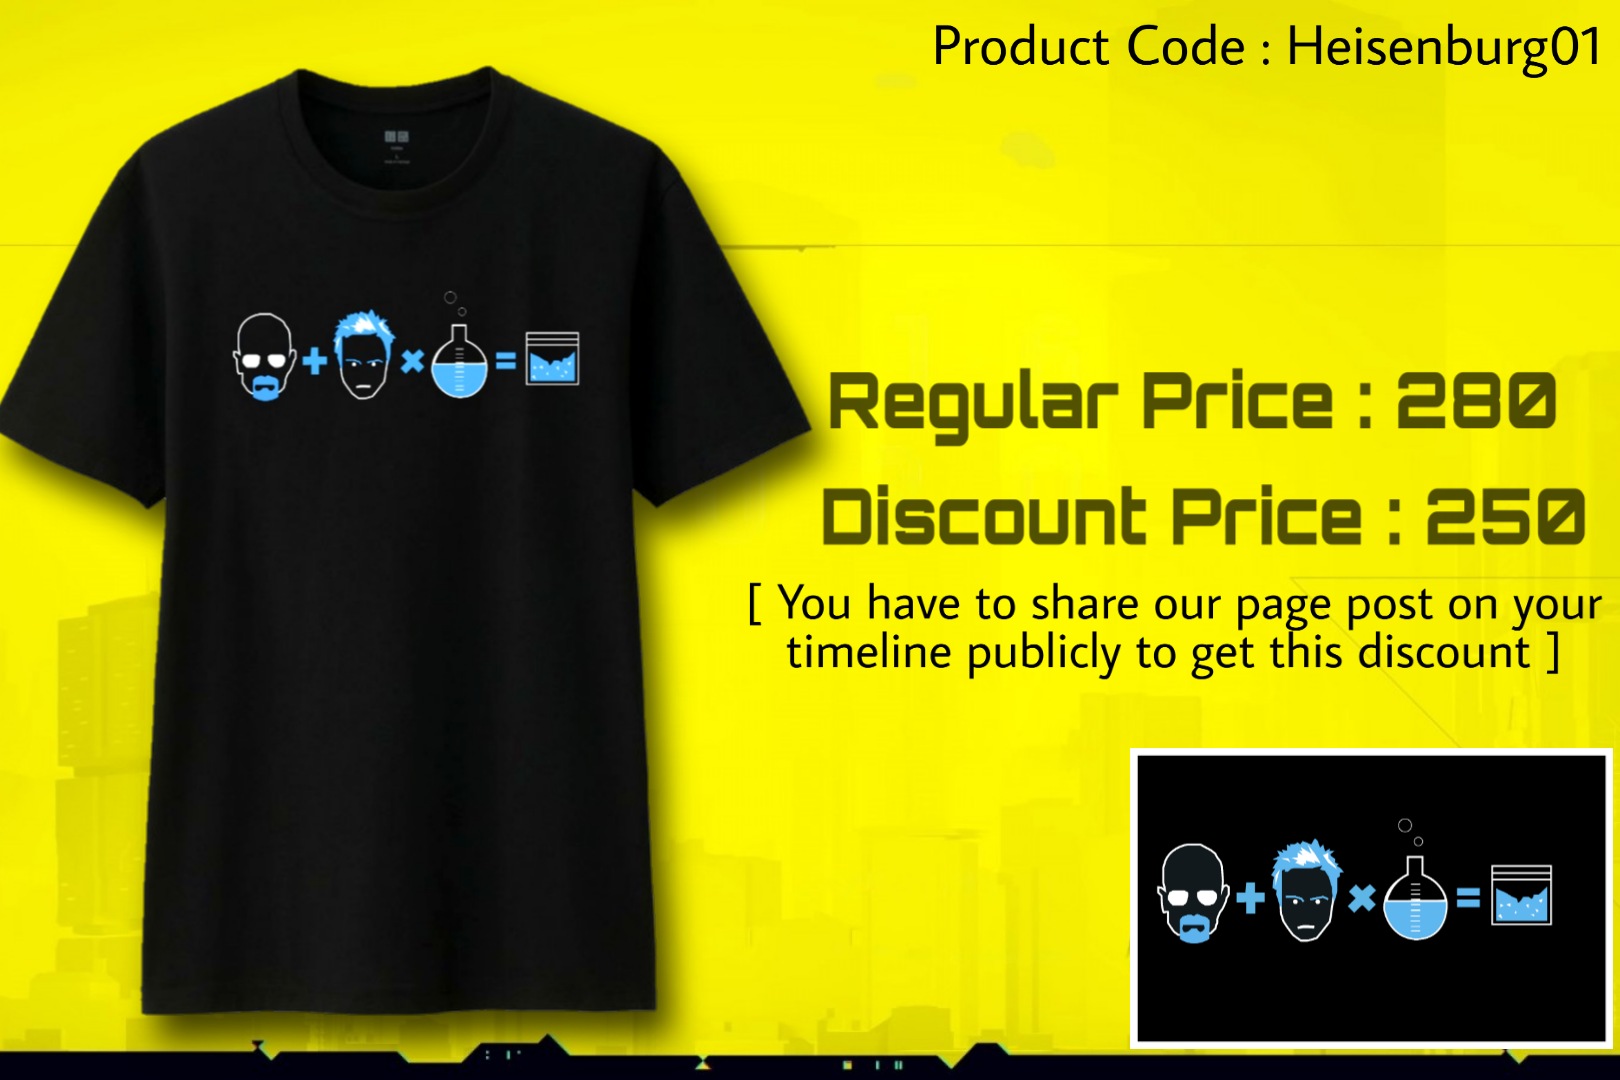 Product Code : Heisenburg01
Regular Price : 280
Discount Price : 250
[ You have to share our page post on your
timeline publicly to get this discount ]